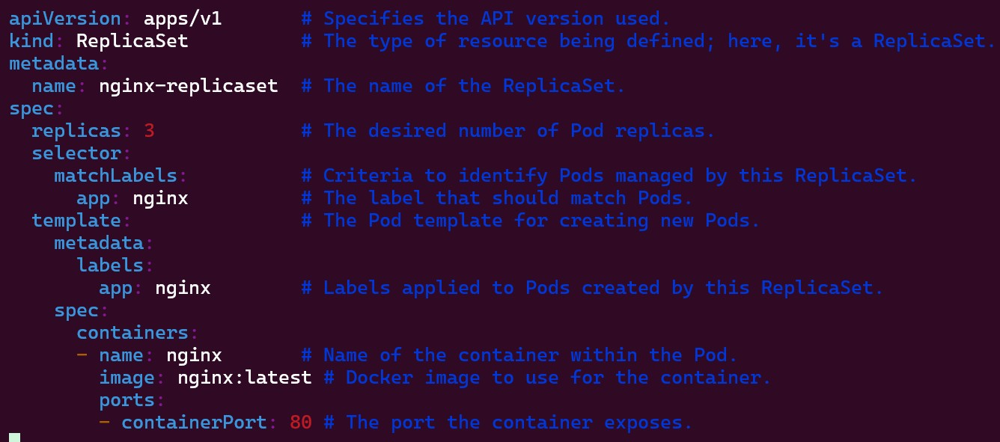 apiVersion: apps/v1       # Specifies the API version used.
kind: ReplicaSet          # The type of resource being defined; here, it's a ReplicaSet.
metadata:
  name: nginx-replicaset  # The name of the ReplicaSet.
spec:
  replicas: 3             # The desired number of Pod replicas.
  selector:
    matchLabels:          # Criteria to identify Pods managed by this ReplicaSet.
      app: nginx          # The label that should match Pods.
  template:               # The Pod template for creating new Pods.
    metadata:
      labels:
        app: nginx        # Labels applied to Pods created by this ReplicaSet.
    spec:
      containers:
      - name: nginx       # Name of the container within the Pod.
        image: nginx:latest # Docker image to use for the container.
        ports:
        - containerPort: 80 # The port the container exposes.